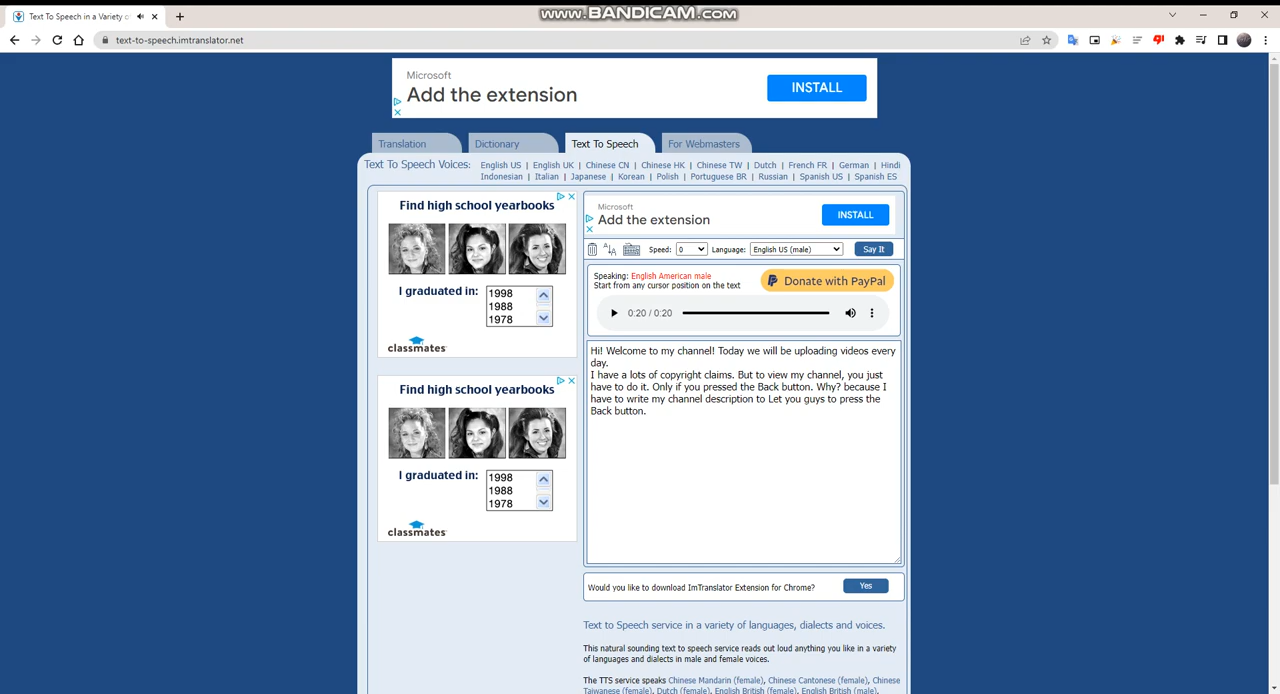 Text To Speech in a Variety o
www.BANDICAM.com
text-to-speech.imtranslator.net
Microsoft
Add the extension
INSTALL
Translation
Dictionary
Text To Speech
For Webmasters
Text To Speech Voices:
English US | English UK | Chinese CN | Chinese HK | Chinese TW | Dutch | French FR | German | Hindi
Indonesian | Italian | Japanese | Korean | Polish | Portuguese BR | Russian | Spanish US | Spanish ES
Find high school yearbooks
I graduated in:
1998
1988
1978
classmates
Find high school yearbooks
I graduated in:
1998
1988
1978
classmates
Microsoft
Add the extension
INSTALL
Speed: 0 Language: English US (male) Say It
Speaking: English American male
Start from any cursor position on the text
Donate with PayPal
0:20 / 0:20
Hi! Welcome to my channel! Today we will be uploading videos every
day.
I have a lots of copyright claims. But to view my channel, you just
have to do it. Only if you pressed the Back button. Why? because I
have to write my channel description to Let you guys to press the
Back button.
Would you like to download ImTranslator Extension for Chrome?
Yes
Text to Speech service in a variety of languages, dialects and voices.
This natural sounding text to speech service reads out loud anything you like in a variety
of languages and dialects in male and female voices.
The TTS service speaks Chinese Mandarin (female), Chinese Cantonese (female), Chinese
Taiwanese (female), Dutch (female), English British (female), English British (male),